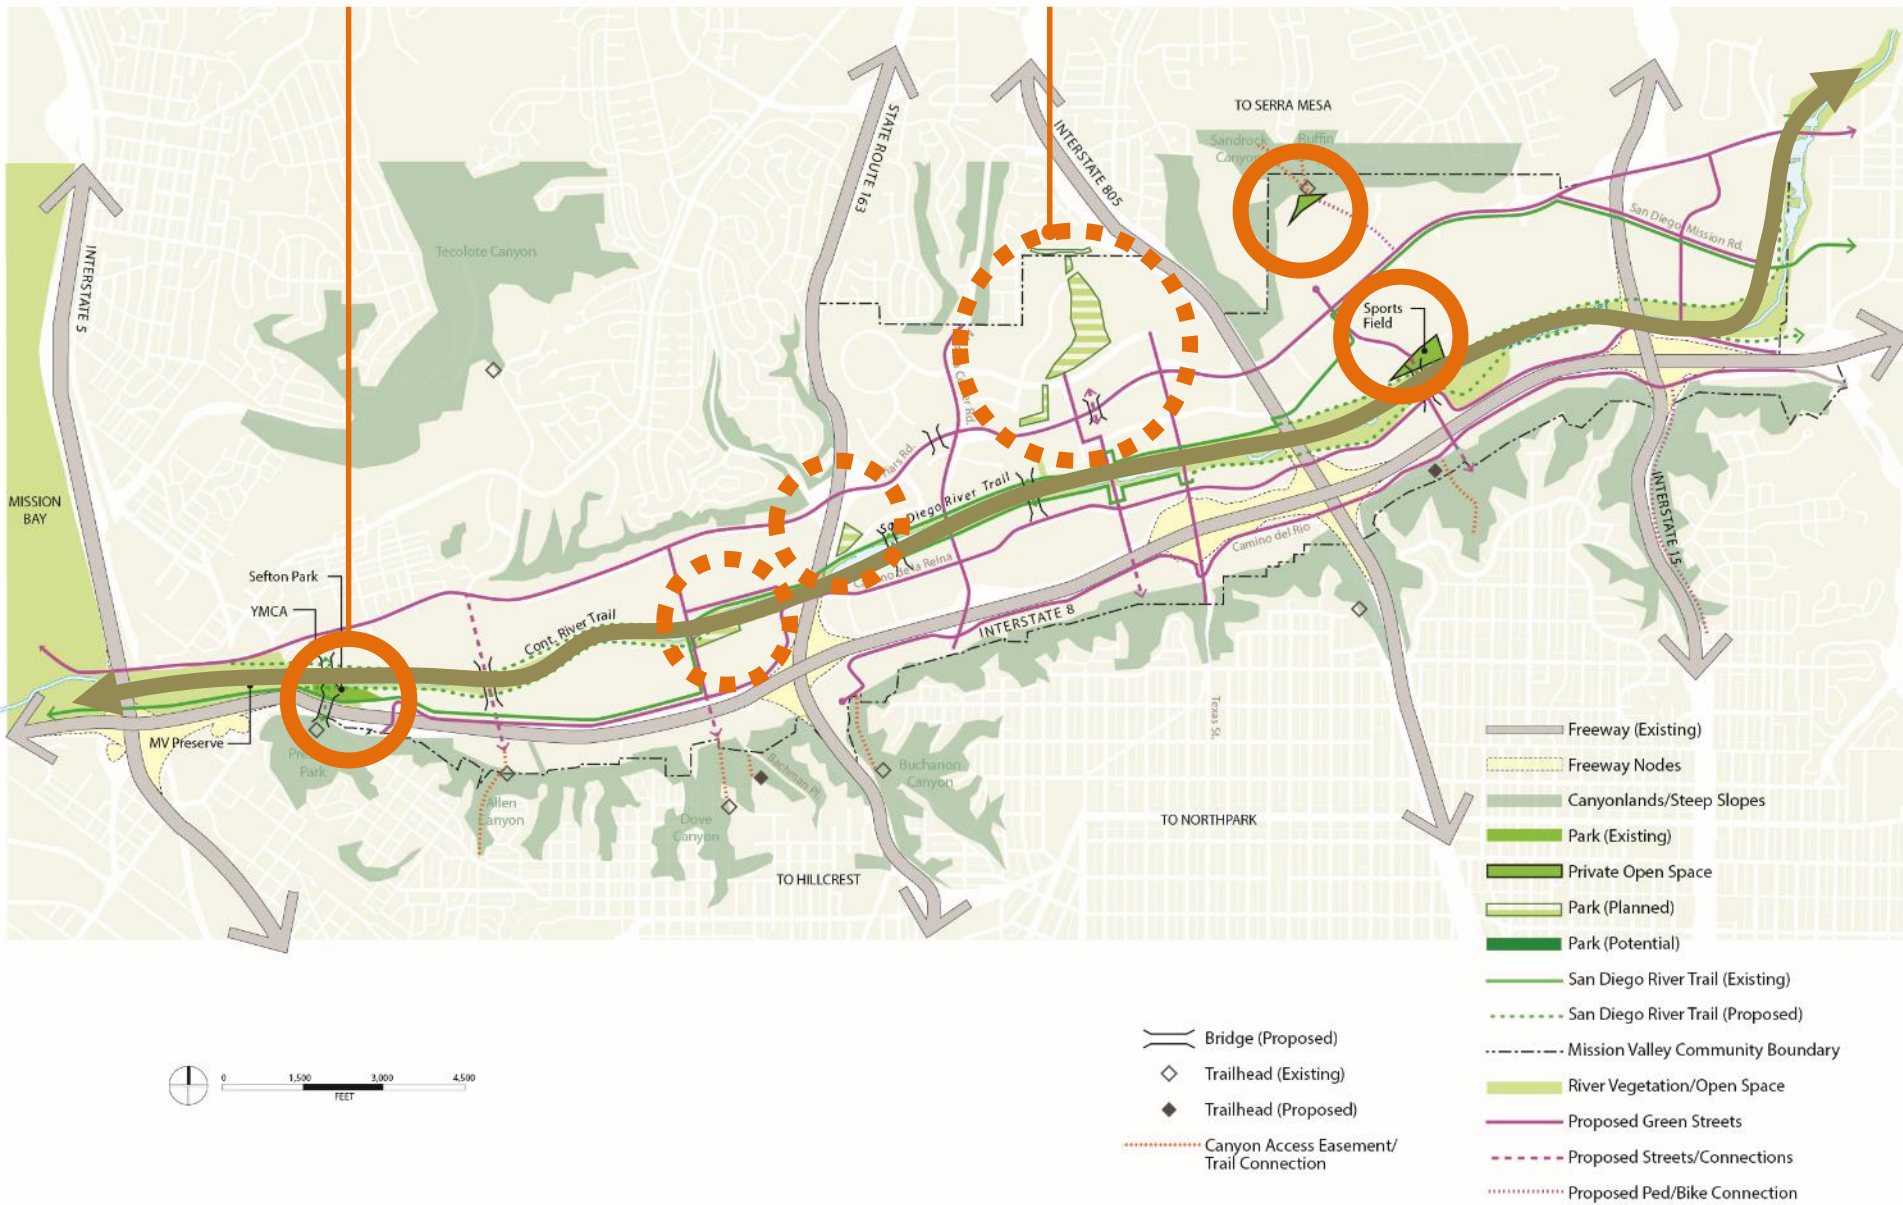 TO SERRA MESA
Sandrock
Canyon
Ruffin
STATE ROUTE 163
INTERSTATE 805
San Diego Mission Rd.
INTERSTATE 5
Tecolote Canyon
Sports
Field
MISSION
BAY
San Diego River Trail
Camino de la Reina
Camino del Rio
INTERSTATE 15
Sefton Park
YMCA
Cont. River Trail
INTERSTATE 8
Texas St.
MV Preserve
Park
Allen
Canyon
Bachman Pl.
Buchanon
Canyon
Dove
Canyon
TO NORTHPARK
TO HILLCREST
Freeway (Existing)
Freeway Nodes
Canyonlands/Steep Slopes
Park (Existing)
Private Open Space
Park (Planned)
Park (Potential)
San Diego River Trail (Existing)
San Diego River Trail (Proposed)
Mission Valley Community Boundary
River Vegetation/Open Space
Proposed Green Streets
Proposed Streets/Connections
Proposed Ped/Bike Connection
Bridge (Proposed)
Trailhead (Existing)
Trailhead (Proposed)
Canyon Access Easement/
Trail Connection
0 1,500 3,000 4,500
FEET